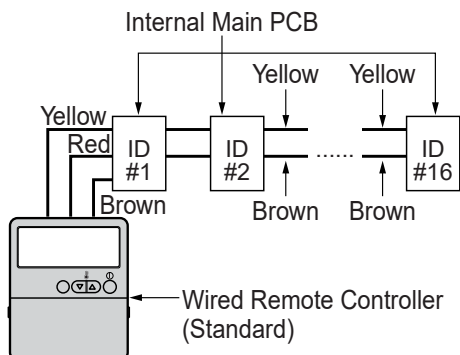 Internal Main PCB
Yellow
Yellow
Yellow
Red
ID
#1
ID
#2
......
ID
#16
Brown
Brown
Brown
Wired Remote Controller
(Standard)